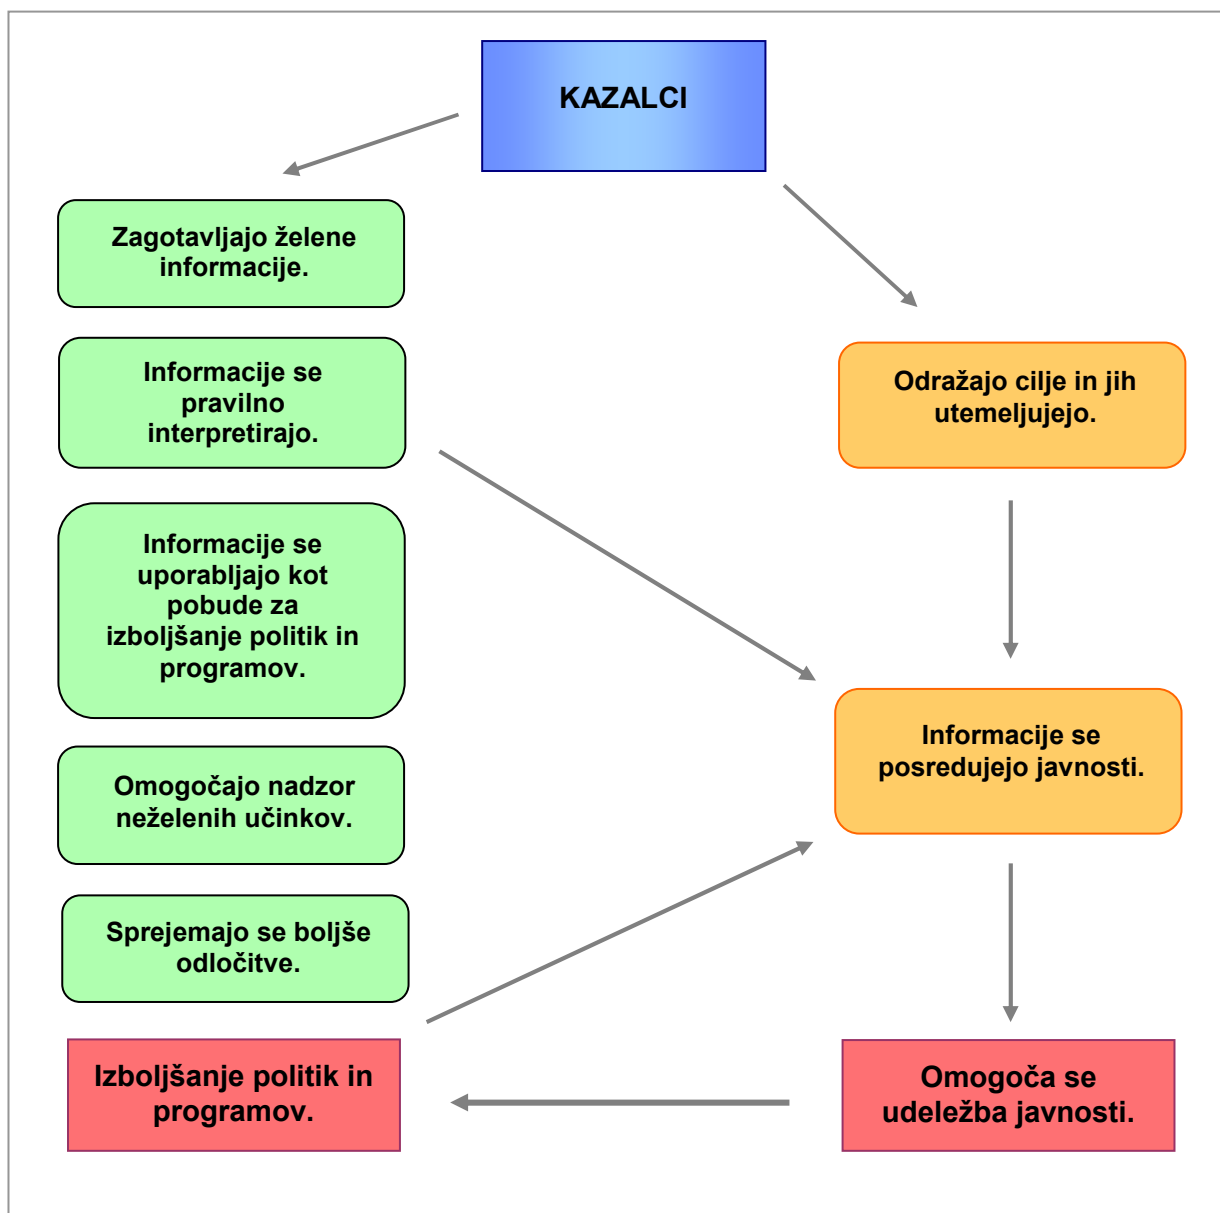 KAZALCI
Zagotavljajo želene
informacije.
Informacije se
pravilno
interpretirajo.
Informacije se
uporabljajo kot
pobude za
izboljšanje politik in
programov.
Omogočajo nadzor
neželenih učinkov.
Sprejemajo se boljše
odločitve.
Izboljšanje politik in
programov.
Odražajo cilje in jih
utemeljujejo.
Informacije se
posredujejo javnosti.
Omogoča se
udeležba javnosti.